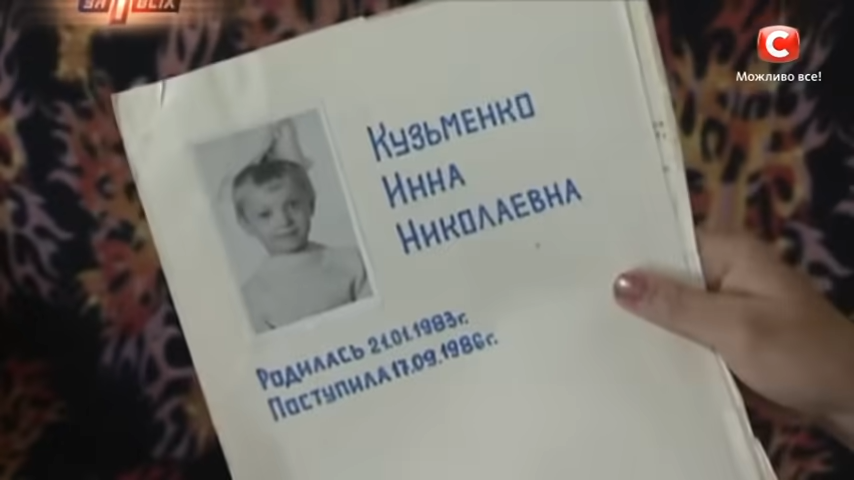 Можливо все!
Кузьменко
Инна
Николаевна
Родилась 21.01.1983г.
Поступила 17.09.1986г.